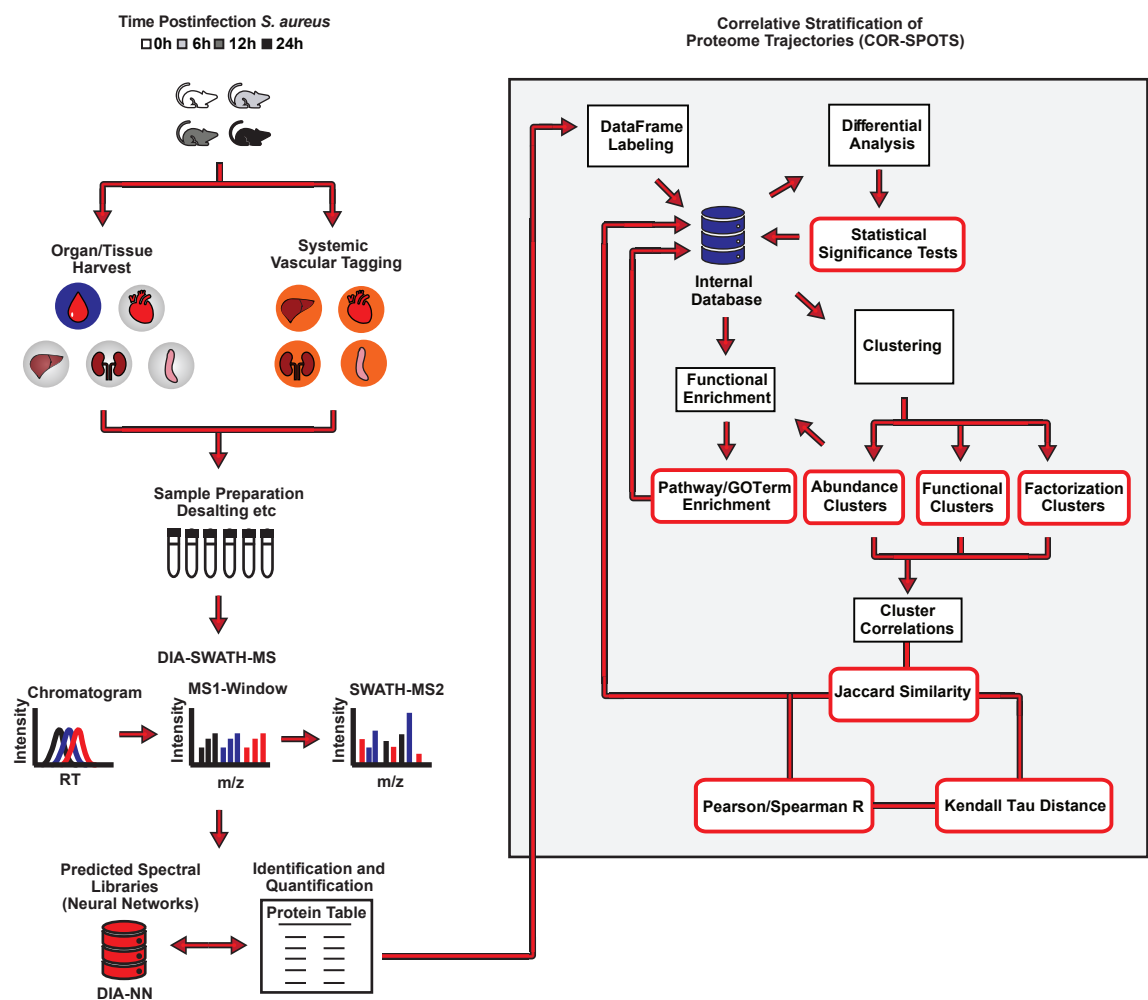 Time Postinfection S. aureus
0h 6h 12h 24h
Organ/Tissue
Harvest
Systemic
Vascular Tagging
Sample Preparation
Desalting etc
DIA-SWATH-MS
Chromatogram
Intensity
RT
MS1-Window
Intensity
m/z
SWATH-MS2
Intensity
m/z
Predicted Spectral
Libraries
(Neural Networks)
DIA-NN
Identification and
Quantification
Protein Table
Correlative Stratification of
Proteome Trajectories (COR-SPOTS)
DataFrame
Labeling
Differential
Analysis
Statistical
Significance Tests
Internal
Database
Clustering
Functional
Enrichment
Pathway/GOTerm
Enrichment
Abundance
Clusters
Functional
Clusters
Factorization
Clusters
Cluster
Correlations
Jaccard Similarity
Pearson/Spearman R
Kendall Tau Distance